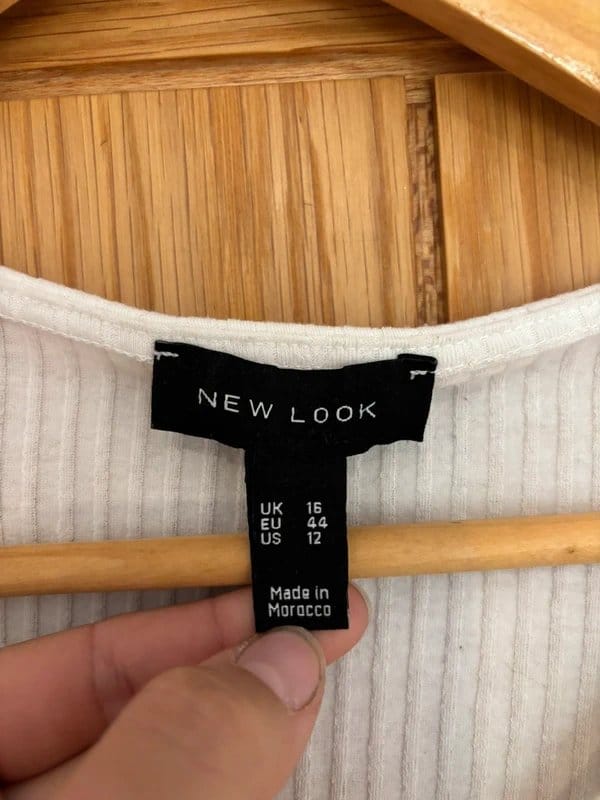 NEW LOOK
UK 16
EU 44
US 12
Made in
Morocco